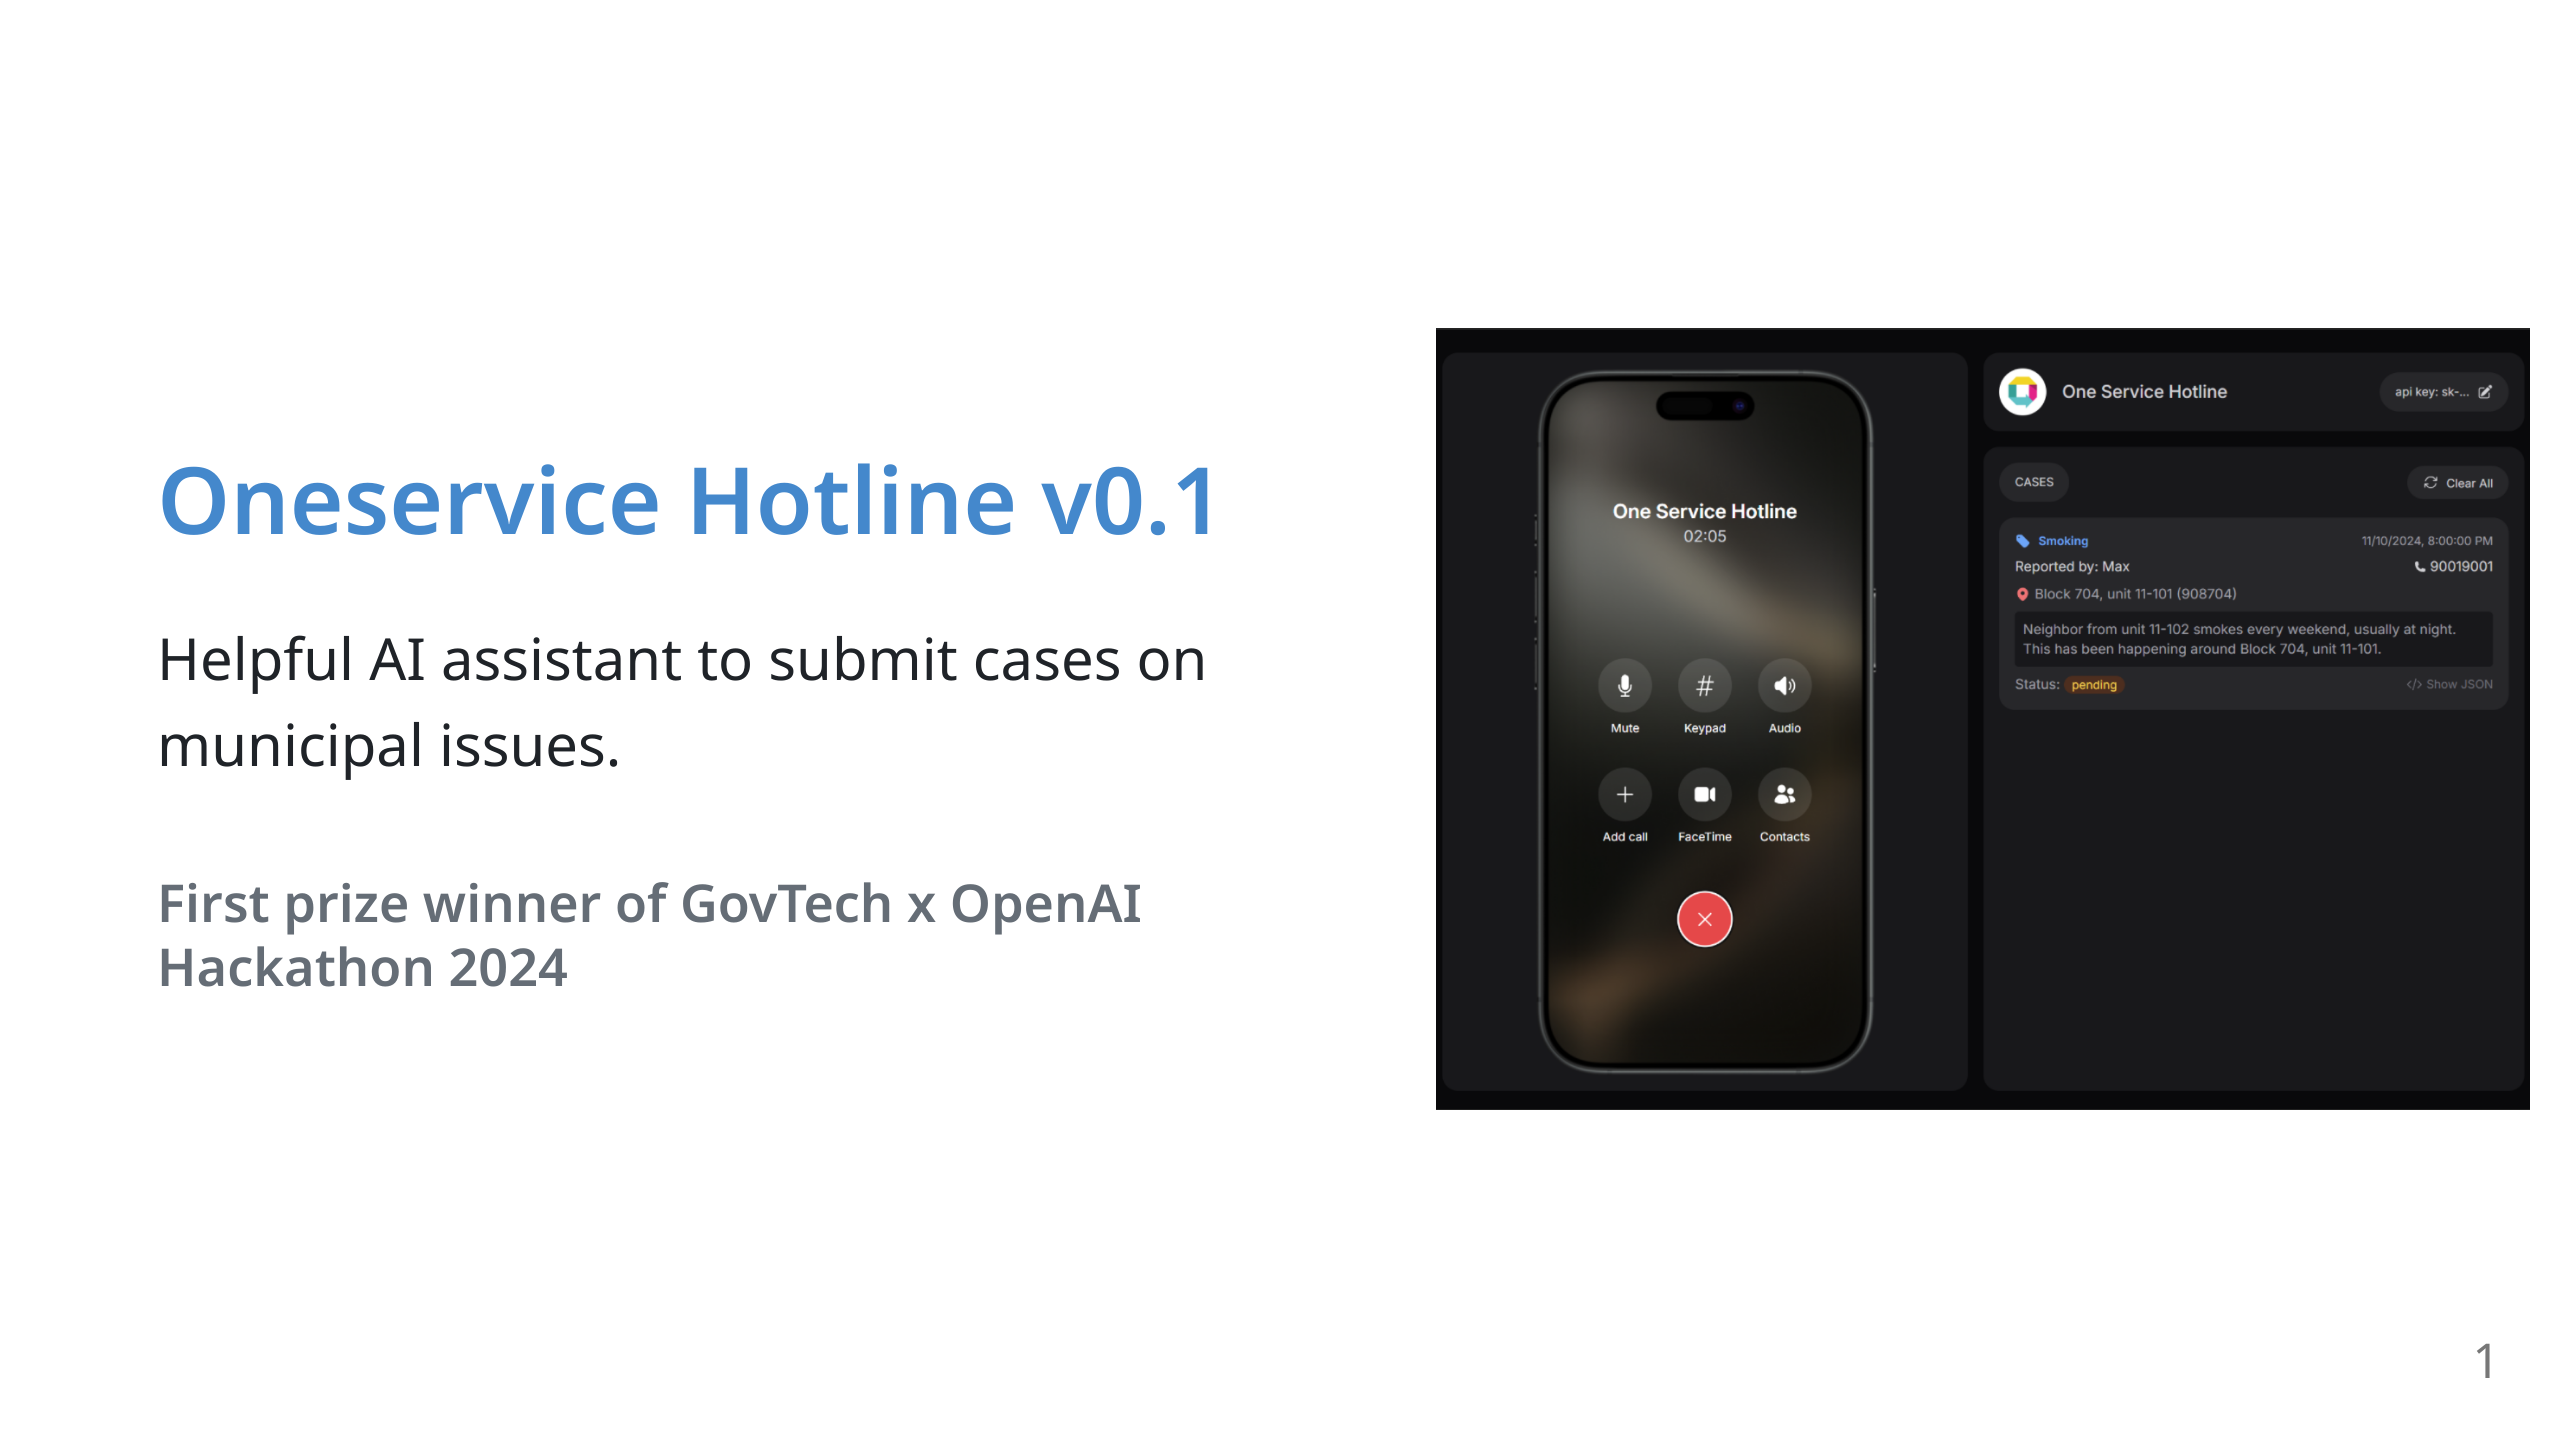 Oneservice Hotline v0.1
Helpful AI assistant to submit cases on
municipal issues.
First prize winner of GovTech x OpenAI
Hackathon 2024
One Service Hotline
02:05
Mute Keypad Audio
Add call FaceTime Contacts
One Service Hotline api key: sk-...
CASES Clear All
Smoking 11/10/2024, 8:00:00 PM
Reported by: Max 90019001
Block 704, unit 11-101 (908704)
Neighbor from unit 11-102 smokes every weekend, usually at night.
This has been happening around Block 704, unit 11-101.
Status: pending </> Show JSON
1